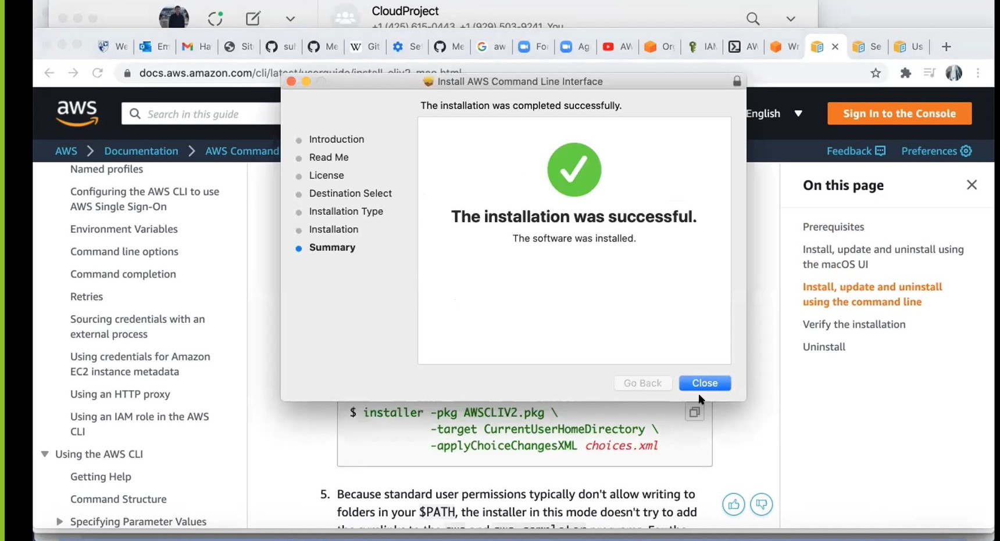 CloudProject
+1 (425) 615-0443, +1 (929) 503-9241, You
We
Em
Ha
Sit
sul
Me
W Git
Se
Me
G aw
For
Ag
AW
Or
IAM
AW
Wr
Se
Us
docs.aws.amazon.com/cli/latest/userguide/install-cliv2-mac.html
Install AWS Command Line Interface
The installation was completed successfully.
Introduction
Read Me
License
Destination Select
Installation Type
Installation
Summary
The installation was successful.
The software was installed.
Go Back
Close
aws
Search in this guide
English
Sign In to the Console
AWS
Documentation
AWS Command
Feedback
Preferences
Named profiles
Configuring the AWS CLI to use
AWS Single Sign-On
Environment Variables
Command line options
Command completion
Retries
Sourcing credentials with an
external process
Using credentials for Amazon
EC2 instance metadata
Using an HTTP proxy
Using an IAM role in the AWS
CLI
Using the AWS CLI
Getting Help
Command Structure
Specifying Parameter Values
$ installer -pkg AWSCLIV2.pkg \
-target CurrentUserHomeDirectory \
-applyChoiceChangesXML choices.xml
5. Because standard user permissions typically don't allow writing to
folders in your $PATH, the installer in this mode doesn't try to add
On this page
Prerequisites
Install, update and uninstall using
the macOS UI
Install, update and uninstall
using the command line
Verify the installation
Uninstall